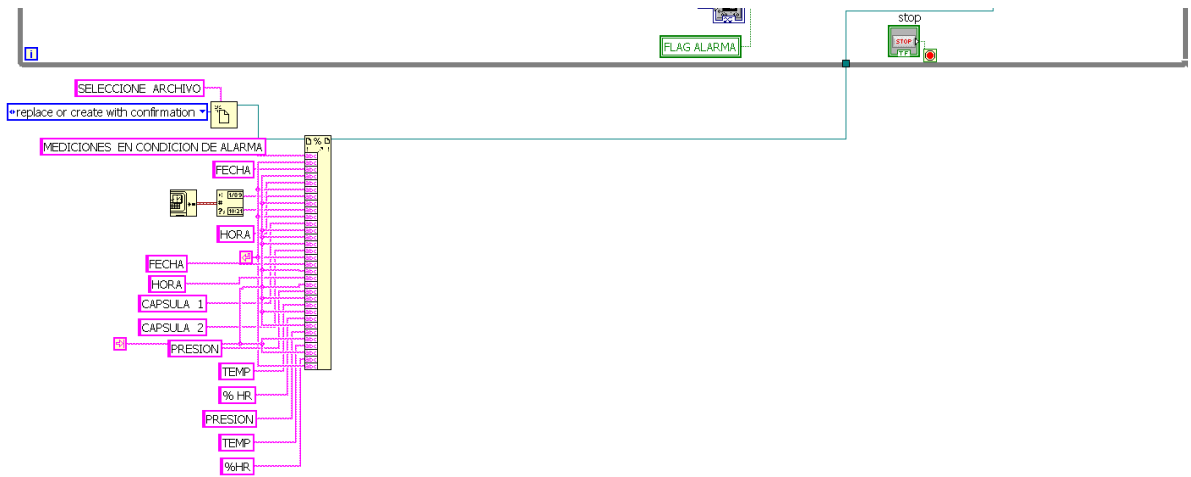 stop
FLAG ALARMA
STOP
TF
i
SELECCIONE ARCHIVO
replace or create with confirmation
MEDICIONES EN CONDICION DE ALARMA
FECHA
HORA
FECHA
HORA
CAPSULA 1
CAPSULA 2
PRESION
TEMP
% HR
PRESION
TEMP
%HR